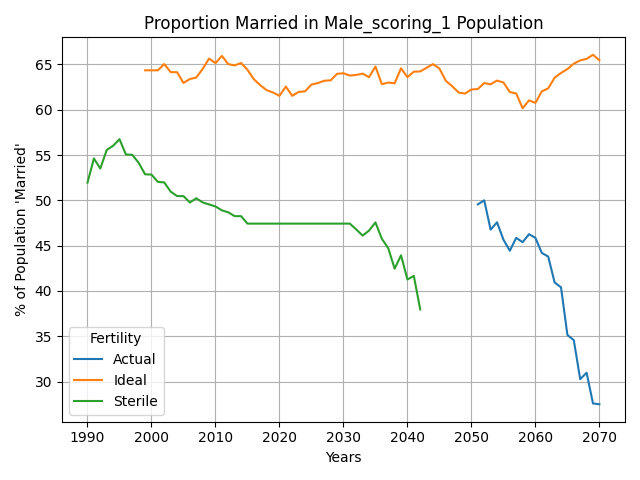 Proportion Married in Male_scoring_1 Population
% of Population 'Married'
65
60
55
50
45
40
35
30
Fertility
Actual
Ideal
Sterile
1990 2000 2010 2020 2030 2040 2050 2060 2070
Years